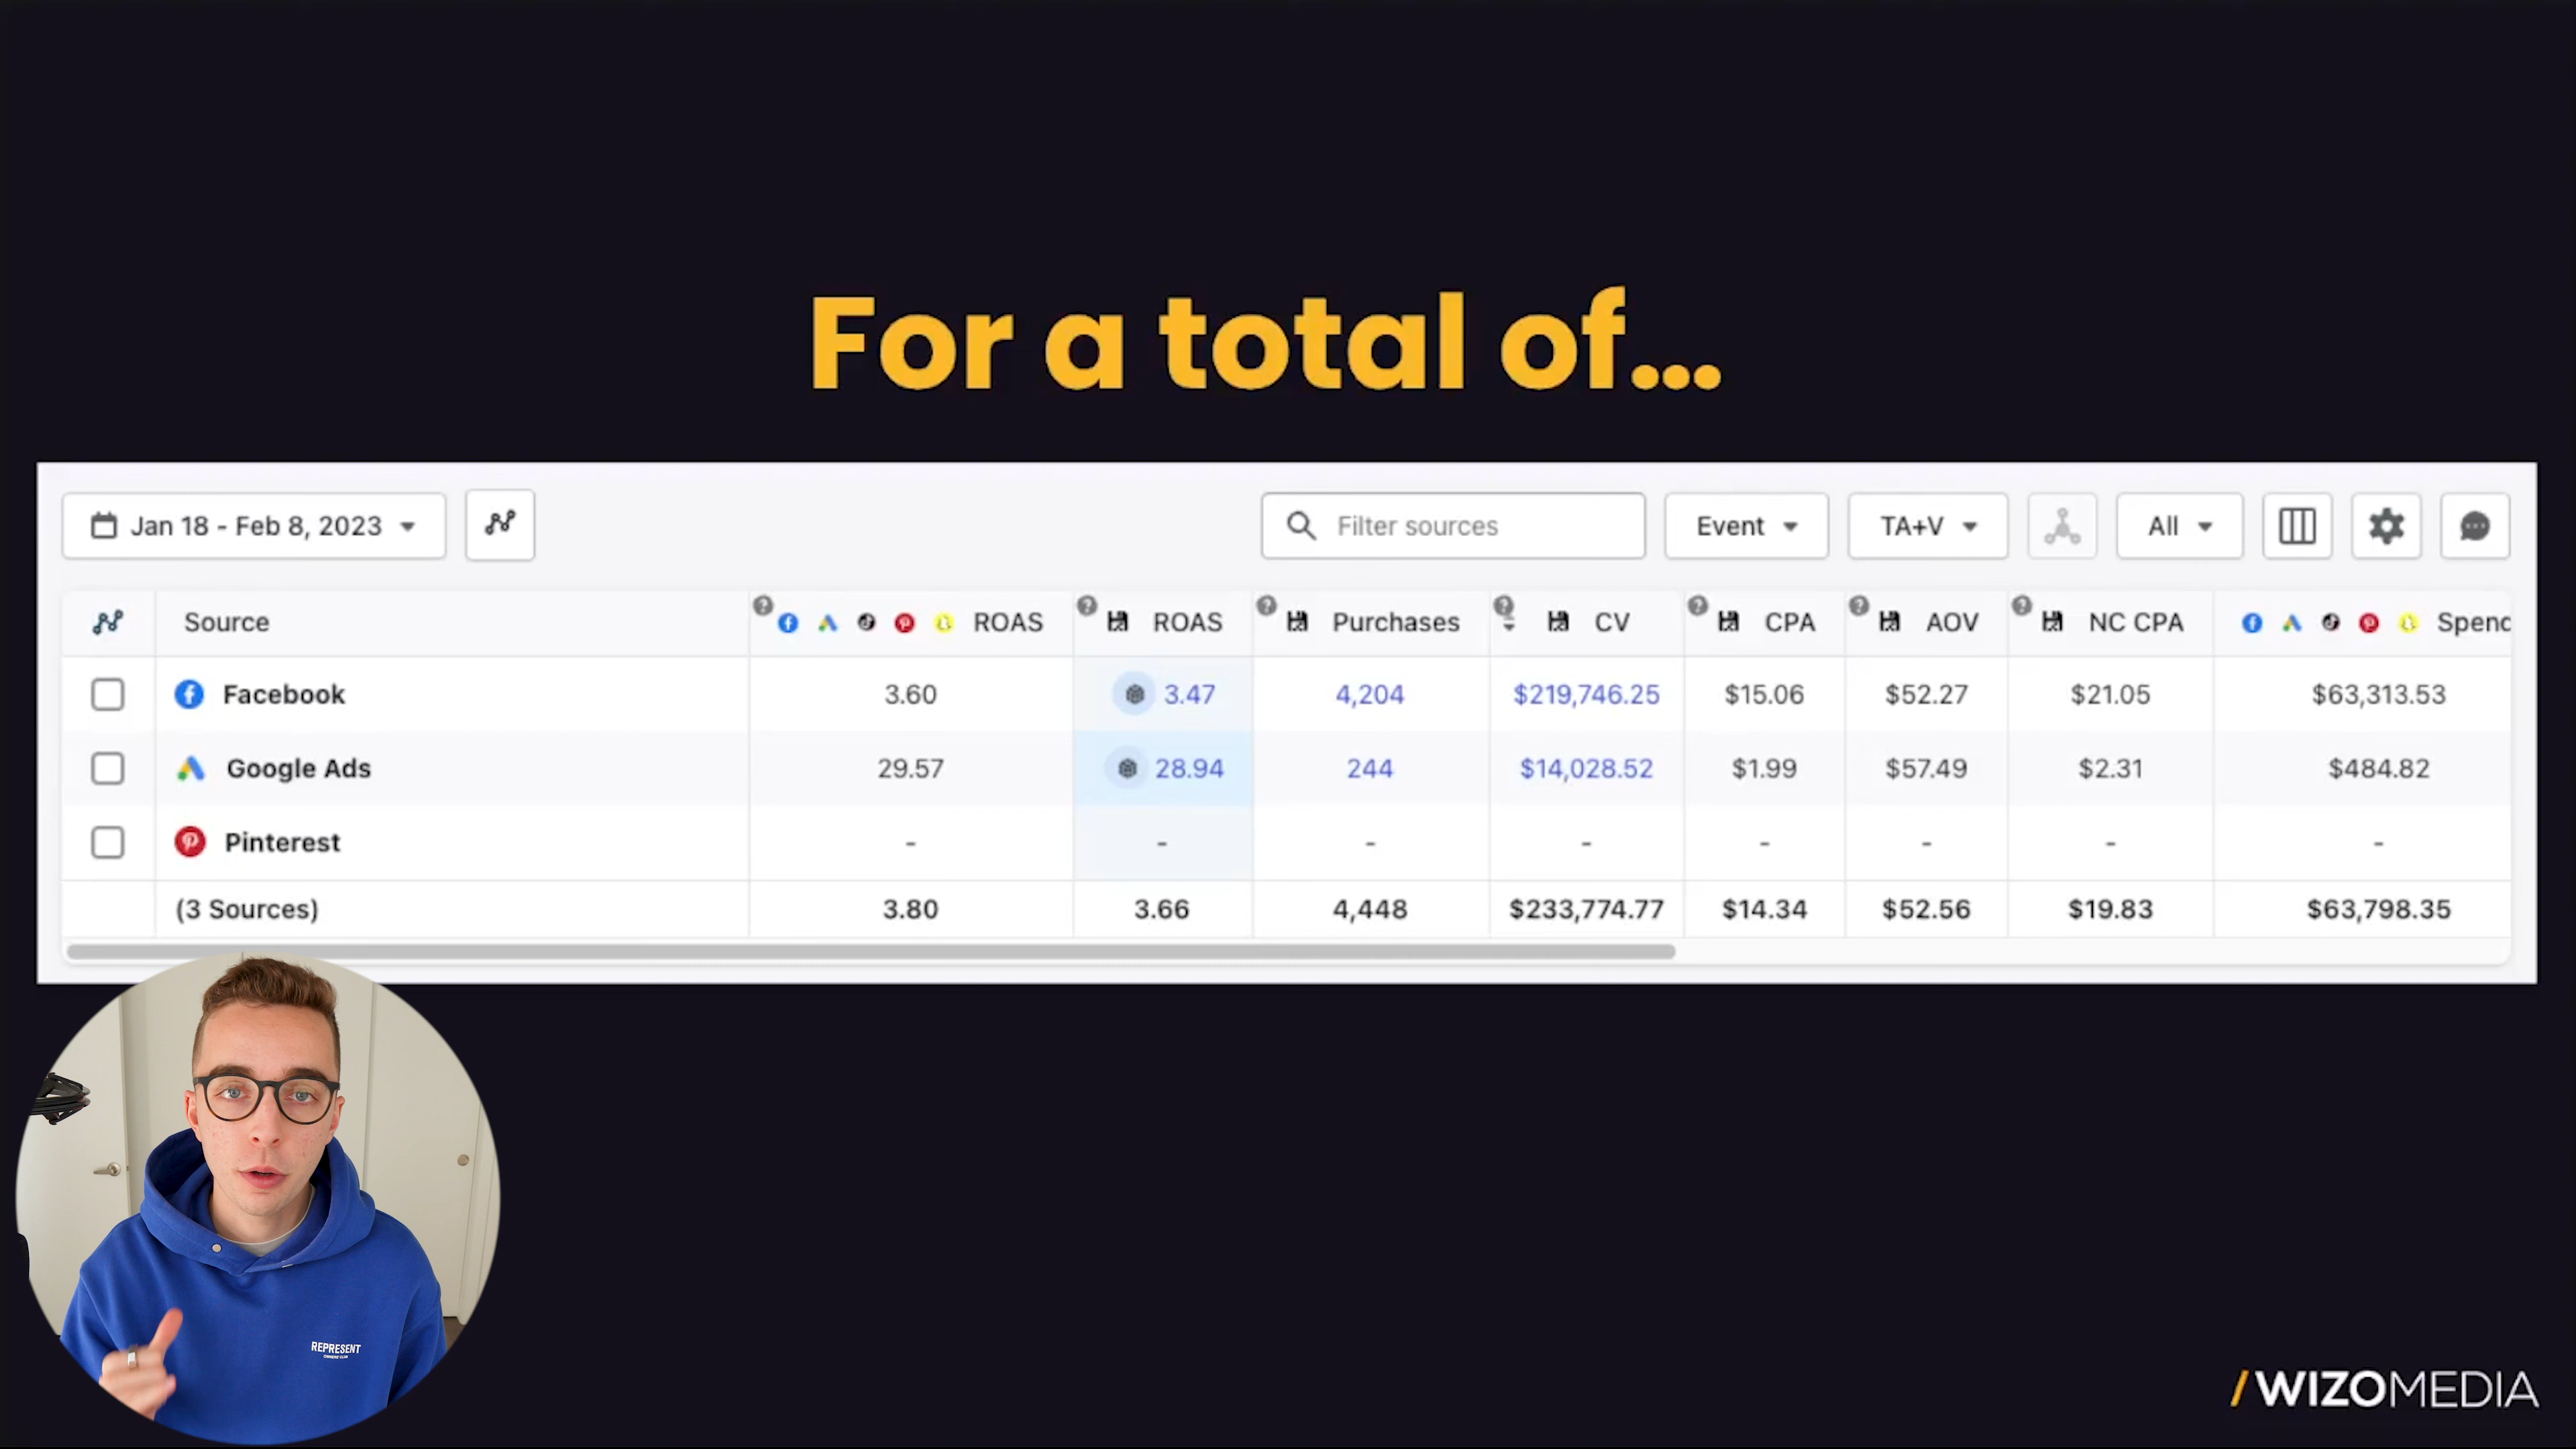 For a total of...
Jan 18 - Feb 8, 2023
Filter sources
Event
TA+V
All
Source ROAS ROAS Purchases CV CPA AOV NC CPA Spend
Facebook 3.60 3.47 4,204 $219,746.25 $15.06 $52.27 $21.05 $63,313.53
Google Ads 29.57 28.94 244 $14,028.52 $1.99 $57.49 $2.31 $484.82
Pinterest - - - - - - - -
(3 Sources) 3.80 3.66 4,448 $233,774.77 $14.34 $52.56 $19.83 $63,798.35
REPRESENT
/WIZOMEDIA